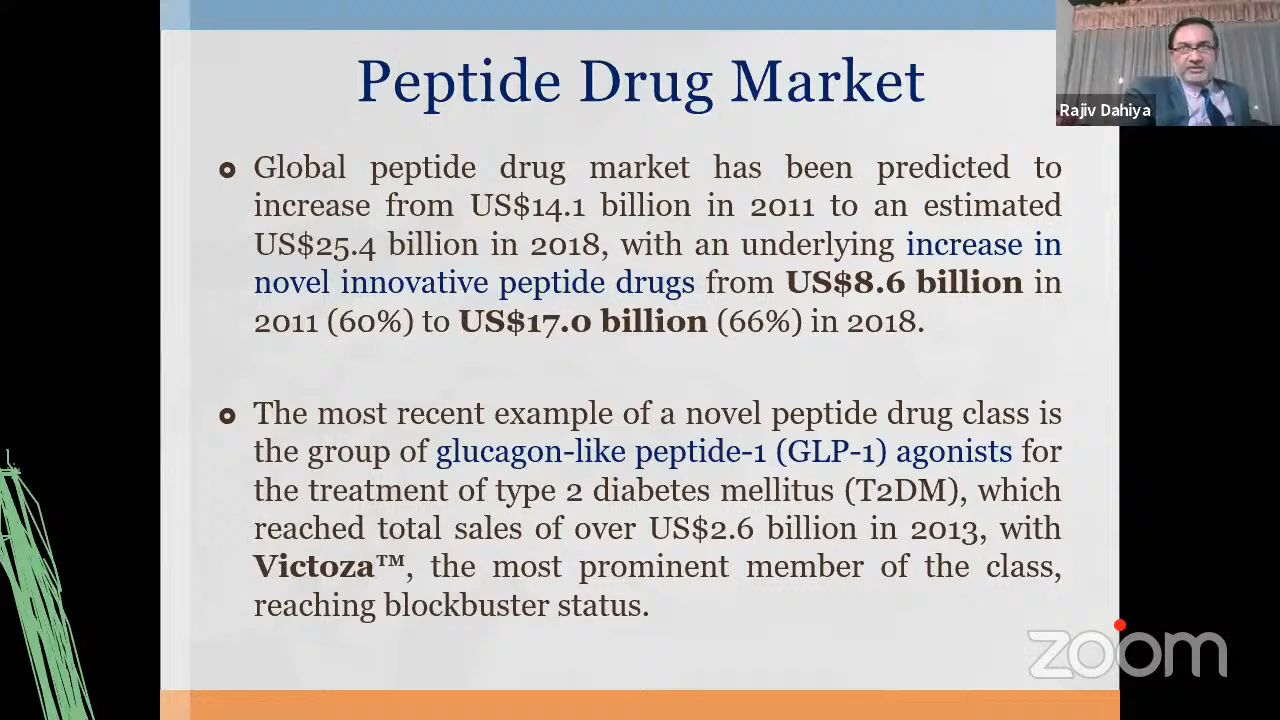 Peptide Drug Market
Rajiv Dahiya
Global peptide drug market has been predicted to
increase from US$14.1 billion in 2011 to an estimated
US$25.4 billion in 2018, with an underlying increase in
novel innovative peptide drugs from US$8.6 billion in
2011 (60%) to US$17.0 billion (66%) in 2018.
The most recent example of a novel peptide drug class is
the group of glucagon-like peptide-1 (GLP-1) agonists for
the treatment of type 2 diabetes mellitus (T2DM), which
reached total sales of over US$2.6 billion in 2013, with
Victoza™, the most prominent member of the class,
reaching blockbuster status.
zoom